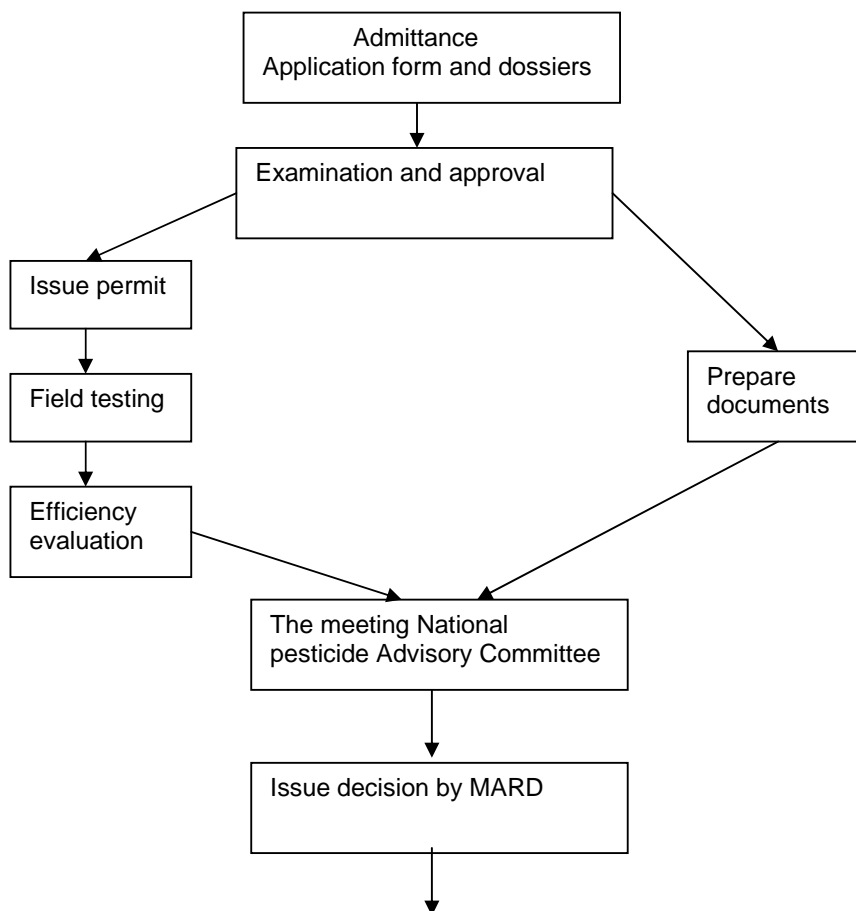 Admittance
Application form and dossiers
Examination and approval
Issue permit
Field testing
Efficiency
evaluation
Prepare
documents
The meeting National
pesticide Advisory Committee
Issue decision by MARD